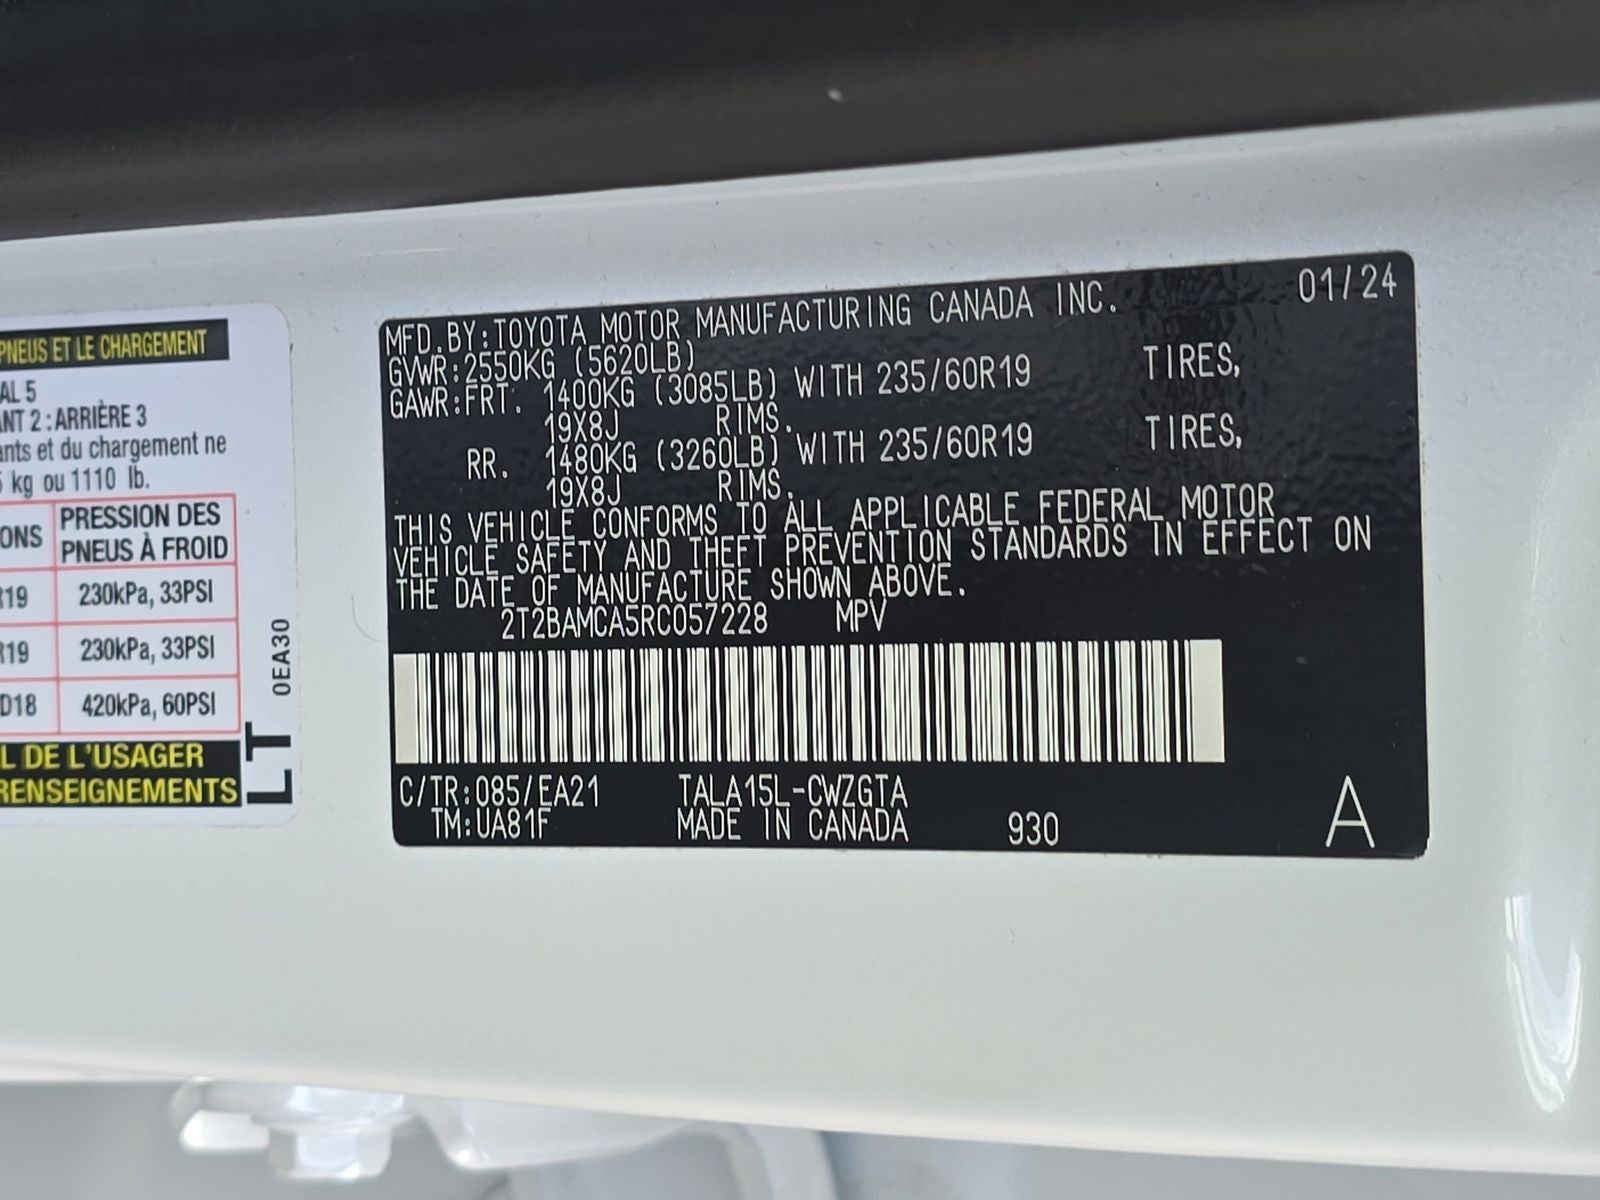 PNEUS ET LE CHARGEMENT
AL 5
ANT 2 : ARRIÈRE 3
ants et du chargement ne
5 kg ou 1110 lb.
ONS PRESSION DES
PNEUS À FROID
R19 230kPa, 33PSI
R19 230kPa, 33PSI
D18 420kPa, 60PSI
L DE L'USAGER
RENSEIGNEMENTS
LT
0EA30
MFD.BY:TOYOTA MOTOR MANUFACTURING CANADA INC. 01/24
GVWR:2550KG (5620LB)
GAWR:FRT. 1400KG (3085LB) WITH 235/60R19 TIRES,
19X8J RIMS.
RR. 1480KG (3260LB) WITH 235/60R19 TIRES,
19X8J RIMS.
THIS VEHICLE CONFORMS TO ALL APPLICABLE FEDERAL MOTOR
VEHICLE SAFETY AND THEFT PREVENTION STANDARDS IN EFFECT ON
THE DATE OF MANUFACTURE SHOWN ABOVE.
2T2BAMCA5RC057228 MPV
C/TR:085/EA21 TALA15L-CWZGTA
TM:UA81F MADE IN CANADA 930 A